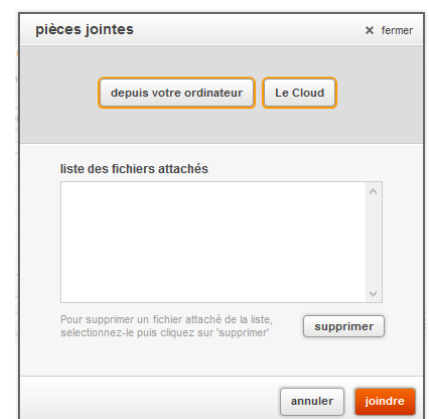 pièces jointes
× fermer
depuis votre ordinateur
Le Cloud
liste des fichiers attachés
Pour supprimer un fichier attaché de la liste,
selectionnez-le puis cliquez sur 'supprimer'
supprimer
annuler
joindre